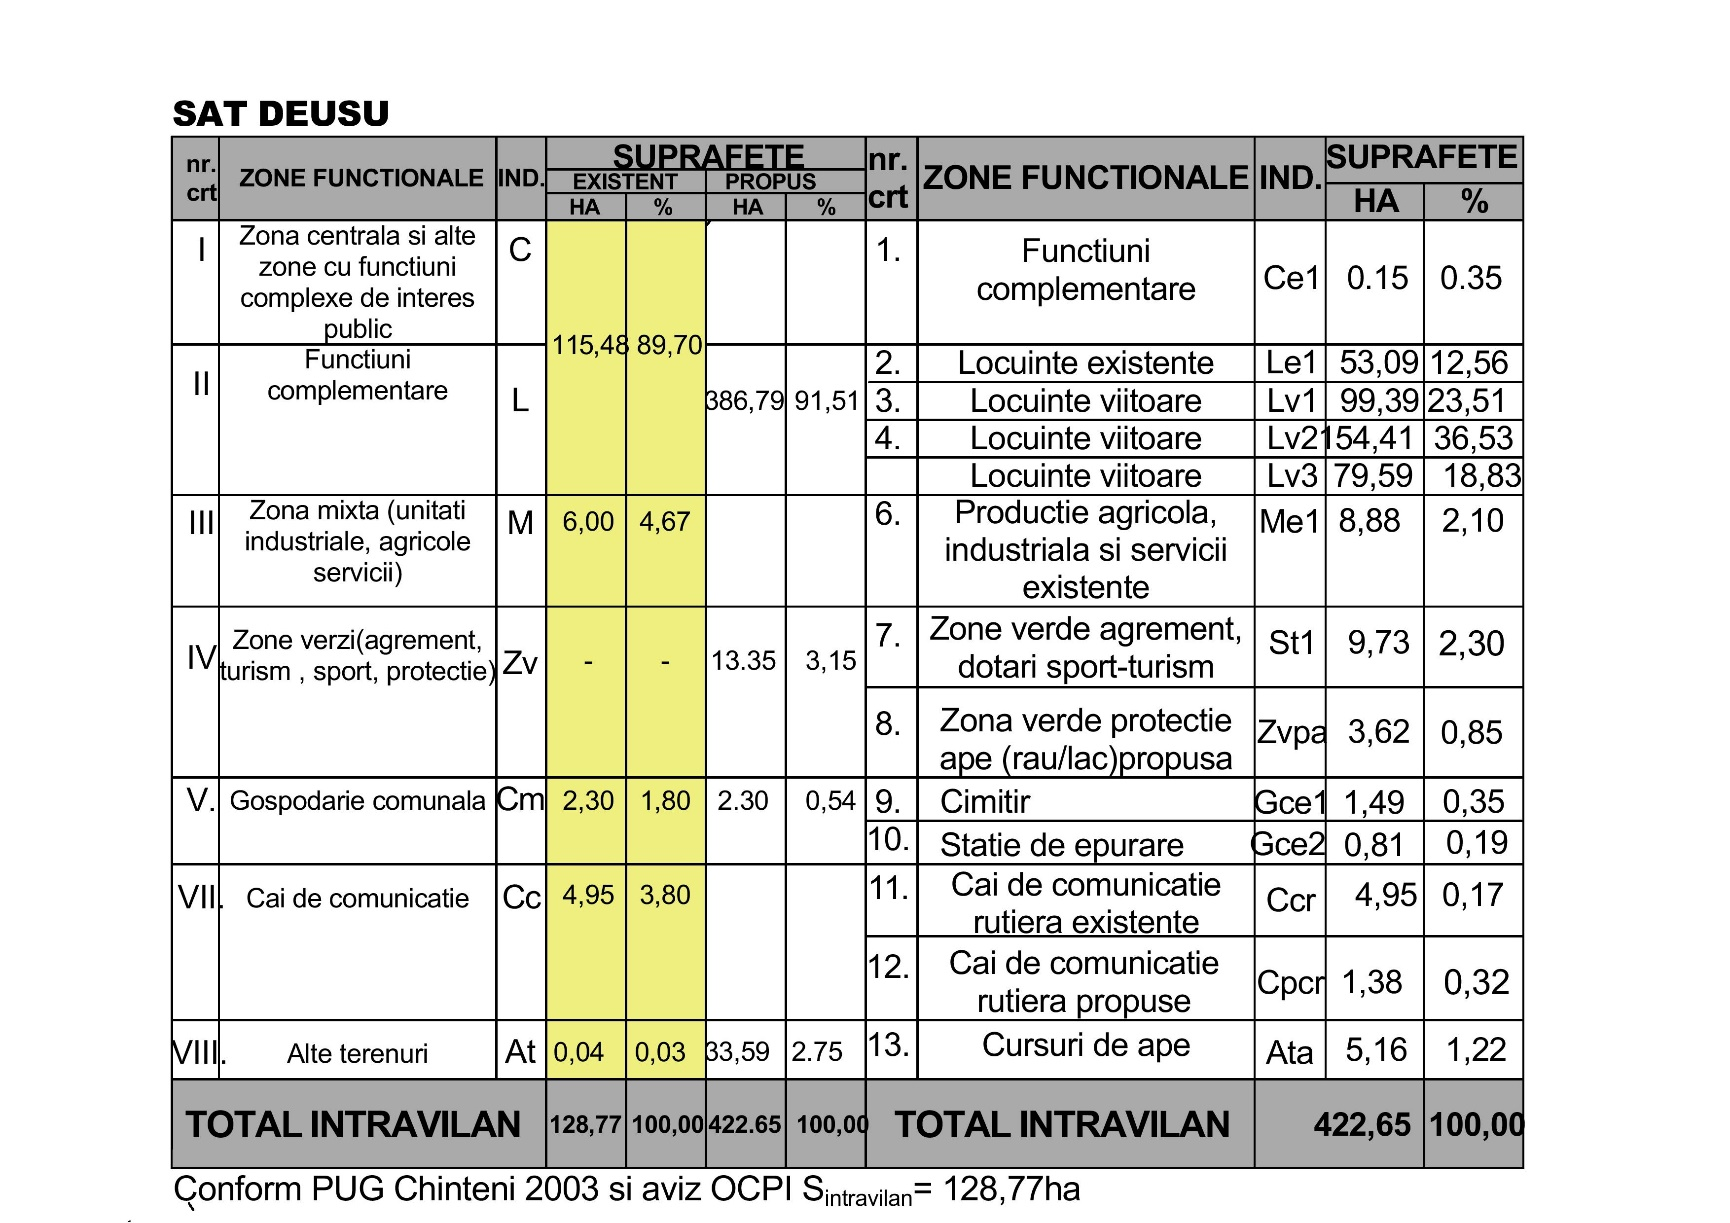 SAT DEUSU
nr. crt ZONE FUNCTIONALE IND. SUPRAFETE nr. crt ZONE FUNCTIONALE IND. SUPRAFETE
EXISTENT PROPUS
HA % HA % HA %
I Zona centrala si alte zone cu functiuni complexe de interes public C 1. Functiuni complementare Ce1 0.15 0.35
115,48 89,70
II Functiuni complementare L 386,79 91,51
2. Locuinte existente Le1 53,09 12,56
3. Locuinte viitoare Lv1 99,39 23,51
4. Locuinte viitoare Lv2 154,41 36,53
Locuinte viitoare Lv3 79,59 18,83
III Zona mixta (unitati industriale, agricole servicii) M 6,00 4,67 6. Productie agricola, industriala si servicii existente Me1 8,88 2,10
IV Zone verzi(agrement, turism , sport, protectie) Zv - - 13.35 3,15 7. Zone verde agrement, dotari sport-turism St1 9,73 2,30
8. Zona verde protectie ape (rau/lac)propusa Zvpa 3,62 0,85
V. Gospodarie comunala Cm 2,30 1,80 2.30 0,54 9. Cimitir Gce1 1,49 0,35
10. Statie de epurare Gce2 0,81 0,19
VII. Cai de comunicatie Cc 4,95 3,80 11. Cai de comunicatie rutiera existente Ccr 4,95 0,17
12. Cai de comunicatie rutiera propuse Cpcr 1,38 0,32
VIII. Alte terenuri At 0,04 0,03 33,59 2.75 13. Cursuri de ape Ata 5,16 1,22
TOTAL INTRAVILAN 128,77 100,00 422.65 100,00 TOTAL INTRAVILAN 422,65 100,00
Conform PUG Chinteni 2003 si aviz OCPI Sintravilan= 128,77ha